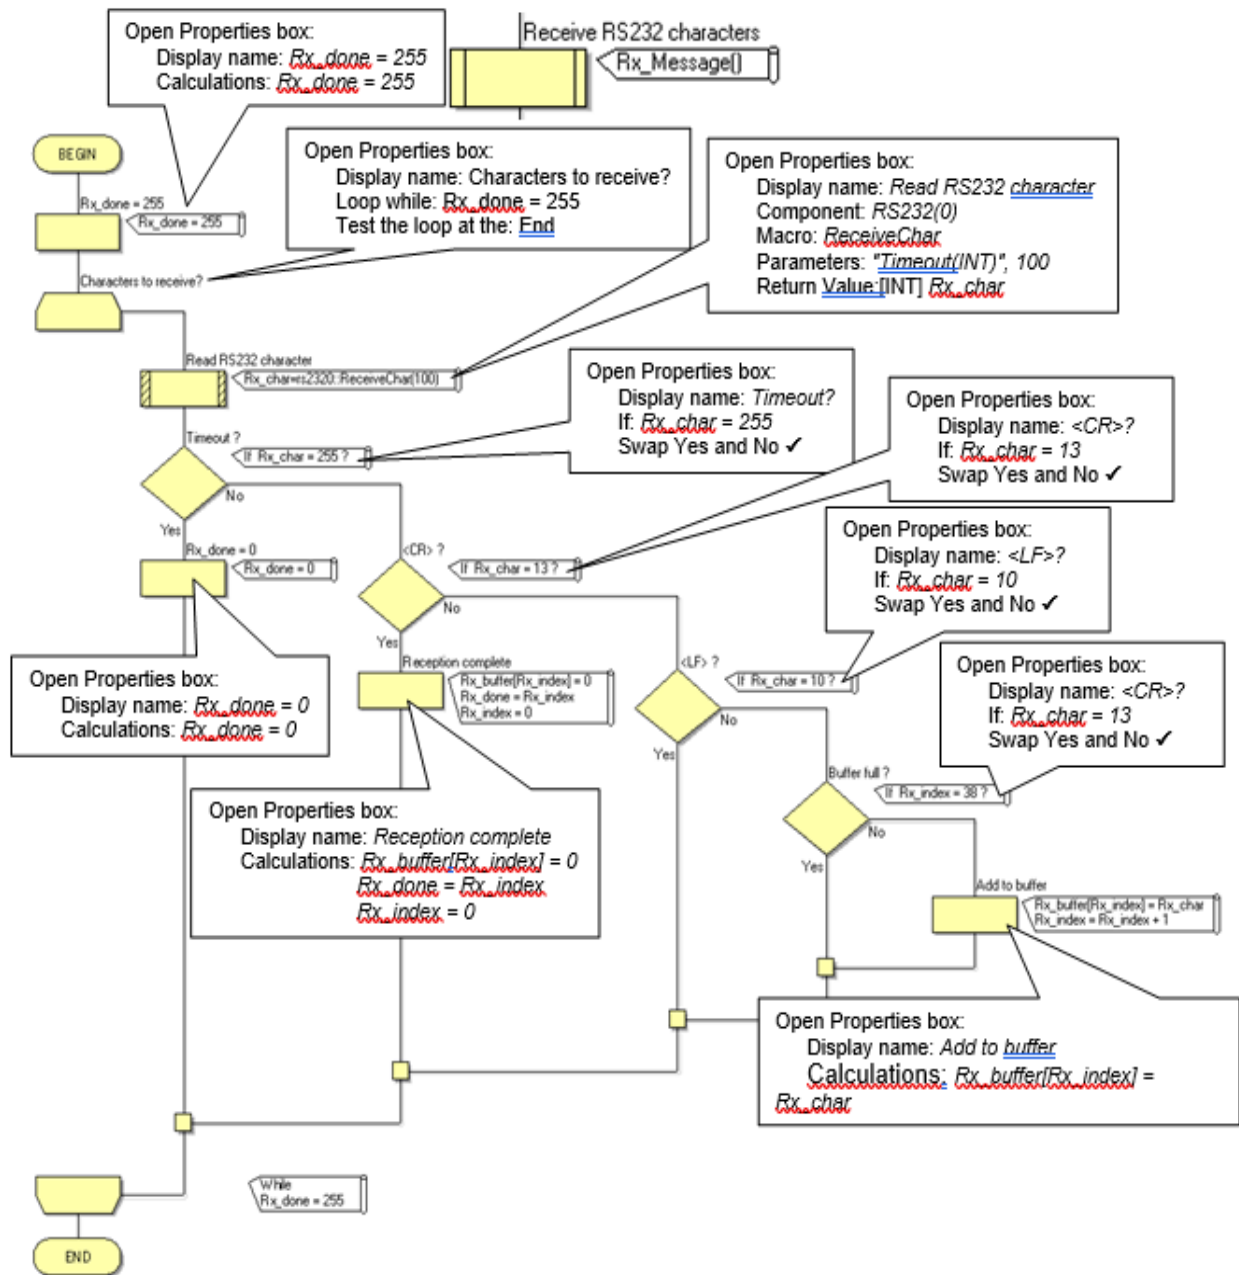 Open Properties box:
Display name: Rx_done = 255
Calculations: Rx_done = 255
Receive RS232 characters
Rx_Message()
BEGIN
Rx_done = 255
Rx_done = 255
Open Properties box:
Display name: Characters to receive?
Loop while: Rx_done = 255
Test the loop at the: End
Open Properties box:
Display name: Read RS232 character
Component: RS232(0)
Macro: ReceiveChar
Parameters: "Timeout(INT)", 100
Return Value:[INT] Rx_char
Characters to receive?
Read RS232 character
Rx_char=rs2320::ReceiveChar(100)
Open Properties box:
Display name: Timeout?
If: Rx_char = 255
Swap Yes and No ✓
Open Properties box:
Display name: <CR>?
If: Rx_char = 13
Swap Yes and No ✓
Timeout ?
If Rx_char = 255 ?
No
Yes
Rx_done = 0
Rx_done = 0
<CR> ?
If Rx_char = 13 ?
No
Yes
Open Properties box:
Display name: <LF>?
If: Rx_char = 10
Swap Yes and No ✓
Open Properties box:
Display name: Rx_done = 0
Calculations: Rx_done = 0
Reception complete
Rx_buffer[Rx_index] = 0
Rx_done = Rx_index
Rx_index = 0
<LF> ?
If Rx_char = 10 ?
No
Yes
Open Properties box:
Display name: <CR>?
If: Rx_char = 13
Swap Yes and No ✓
Open Properties box:
Display name: Reception complete
Calculations: Rx_buffer[Rx_index] = 0
Rx_done = Rx_index
Rx_index = 0
Buffer full ?
If Rx_index = 38 ?
No
Yes
Add to buffer
Rx_buffer[Rx_index] = Rx_char
Rx_index = Rx_index + 1
Open Properties box:
Display name: Add to buffer
Calculations: Rx_buffer[Rx_index] =
Rx_char
While
Rx_done = 255
END